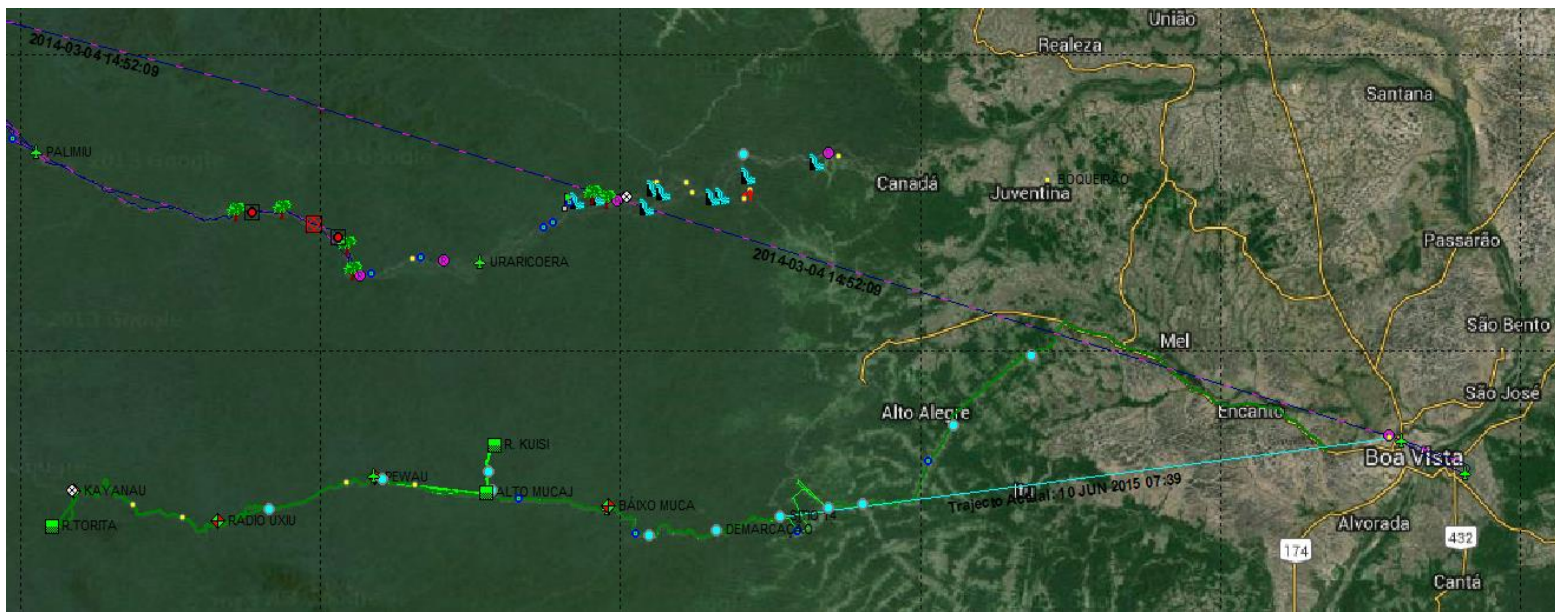 União
Realeza
2014-03-04 14:52:09
Santana
PALIMIU
Canadá
Juventina
BOQUEIRÃO
Passarão
URARICOERA
2014-03-04 14:52:09
São Bento
Mel
São José
Alto Alegre
Encanto
R. KUISI
Boa Vista
KAYANAU
ALTO MUCAJ
BAIXO MUCA
Trajecto Actual: 10 JUN 2015 07:39
R.TORITA
RADIO UXIU
DEMARCAÇÃO
Alvorada
432
174
Cantá